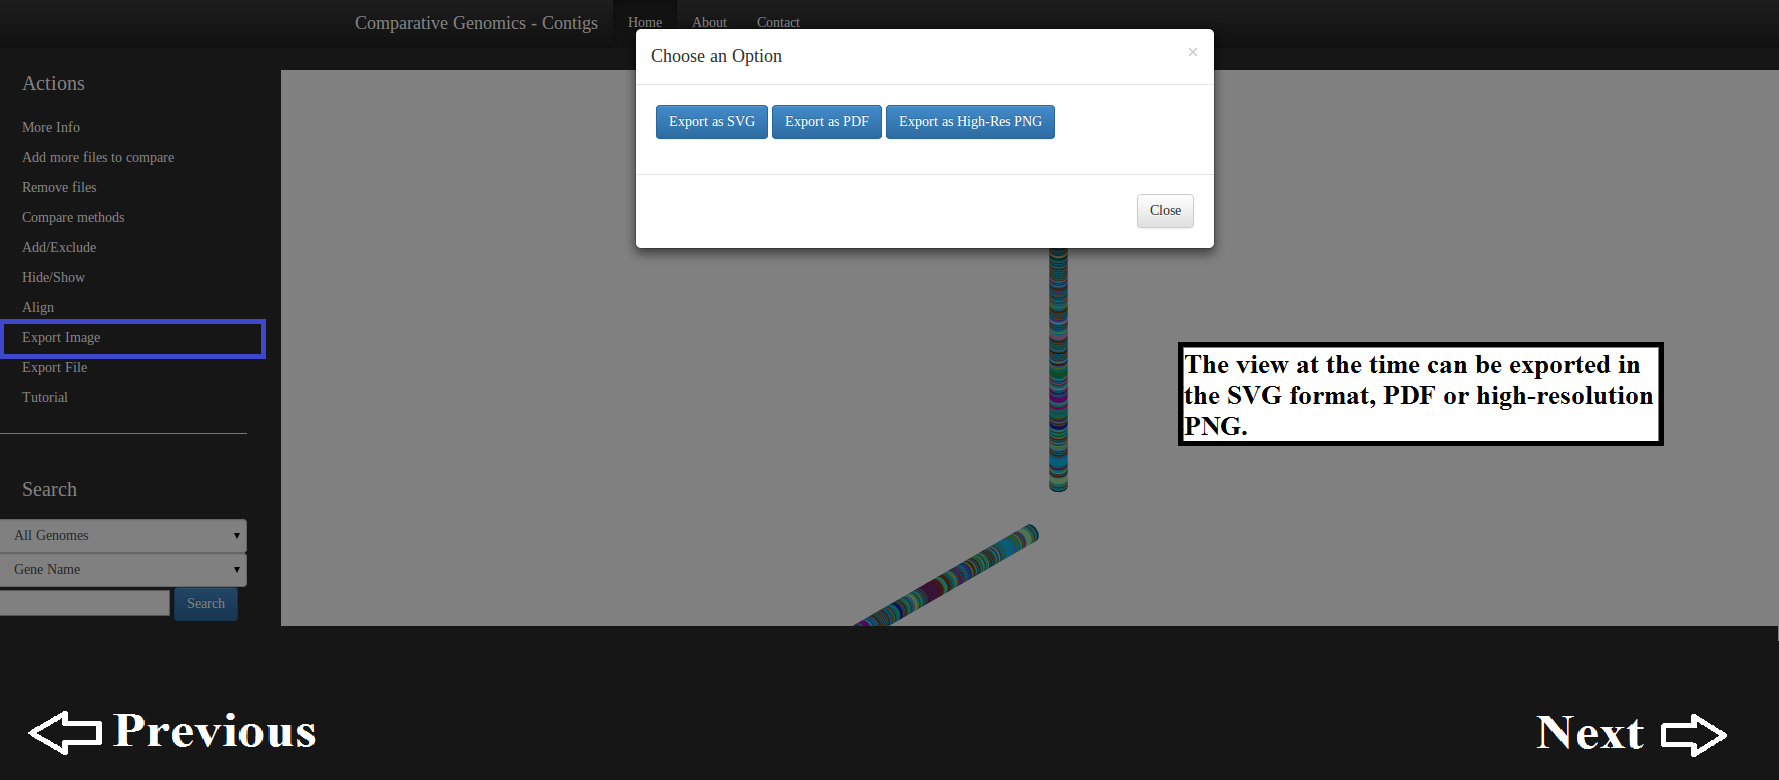 Comparative Genomics - Contigs Home About Contact
Choose an Option ×
Export as SVG Export as PDF Export as High-Res PNG
Close
Actions
More Info
Add more files to compare
Remove files
Compare methods
Add/Exclude
Hide/Show
Align
Export Image
Export File
Tutorial
The view at the time can be exported in
the SVG format, PDF or high-resolution
PNG.
Search
All Genomes
Gene Name
Search
Previous
Next